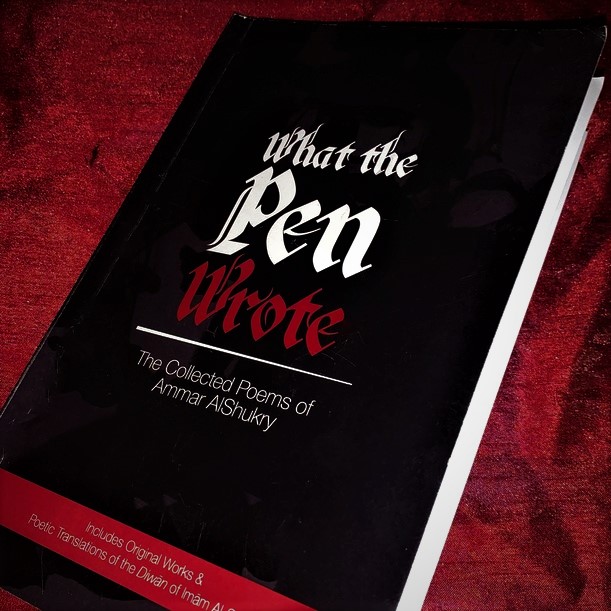 What the
Pen
Wrote
The Collected Poems of
Ammar AlShukry
Includes Original Works &
Poetic Translations of the Diwān of Imām